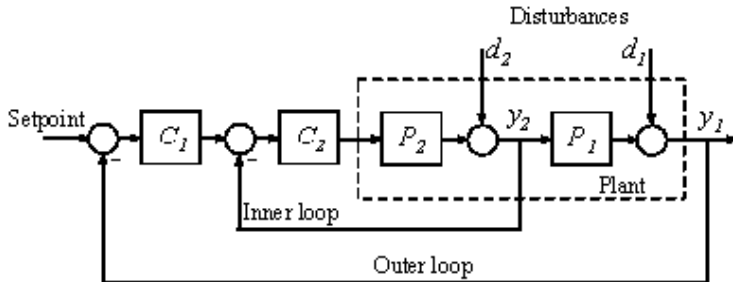 Disturbances
d2 d1
Setpoint C1 C2 P2 y2 P1 y1
Plant
Inner loop
Outer loop